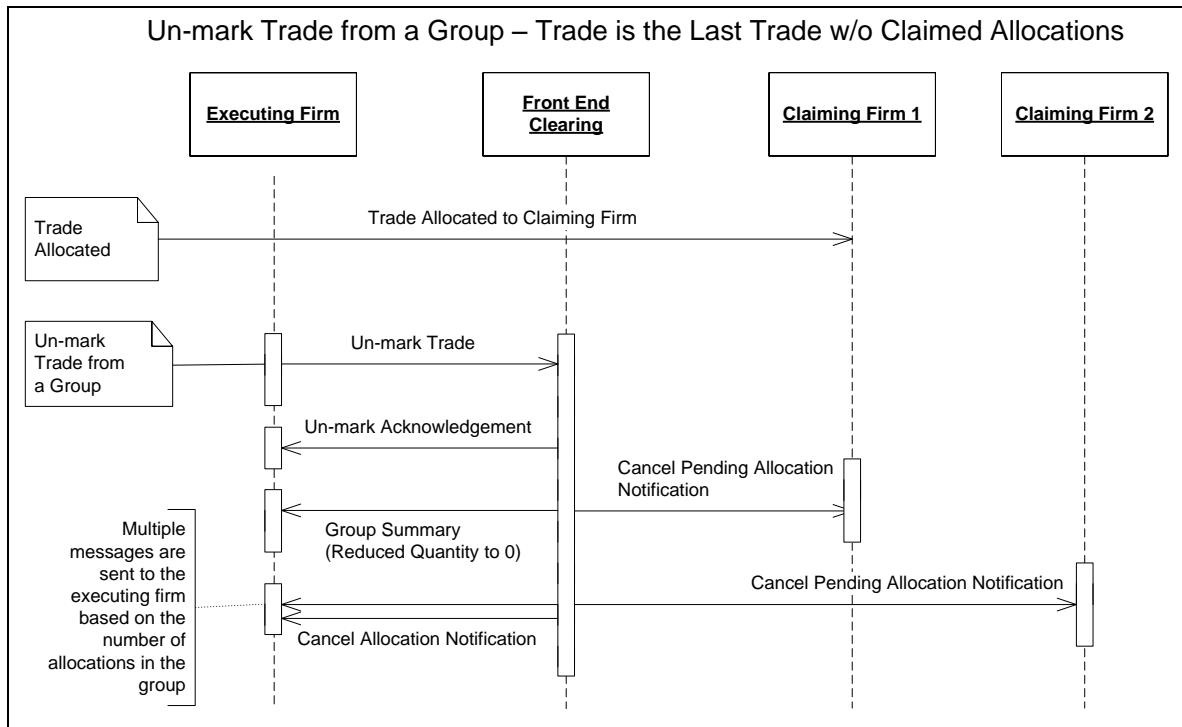 Un-mark Trade from a Group – Trade is the Last Trade w/o Claimed Allocations
Executing Firm
Front End
Clearing
Claiming Firm 1
Claiming Firm 2
Trade
Allocated
Trade Allocated to Claiming Firm
Un-mark
Trade from
a Group
Un-mark Trade
Un-mark Acknowledgement
Cancel Pending Allocation
Notification
Group Summary
(Reduced Quantity to 0)
Multiple
messages are
sent to the
executing firm
based on the
number of
allocations in the
group
Cancel Pending Allocation Notification
Cancel Allocation Notification